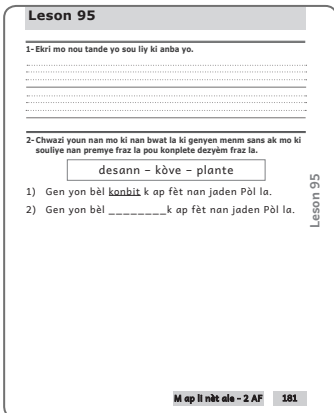 Leson 95
1- Ekri mo nou tande yo sou liy ki anba yo.
2- Chwazi youn nan mo ki nan bwat la ki genyen menm sans ak mo ki
souliye nan premye fraz la pou konplete dezyèm fraz la.
desann – kòve – plante
1) Gen yon bèl konbit k ap fèt nan jaden Pòl la.
2) Gen yon bèl ________k ap fèt nan jaden Pòl la.
Leson 95
M ap li nèt ale – 2 AF 181